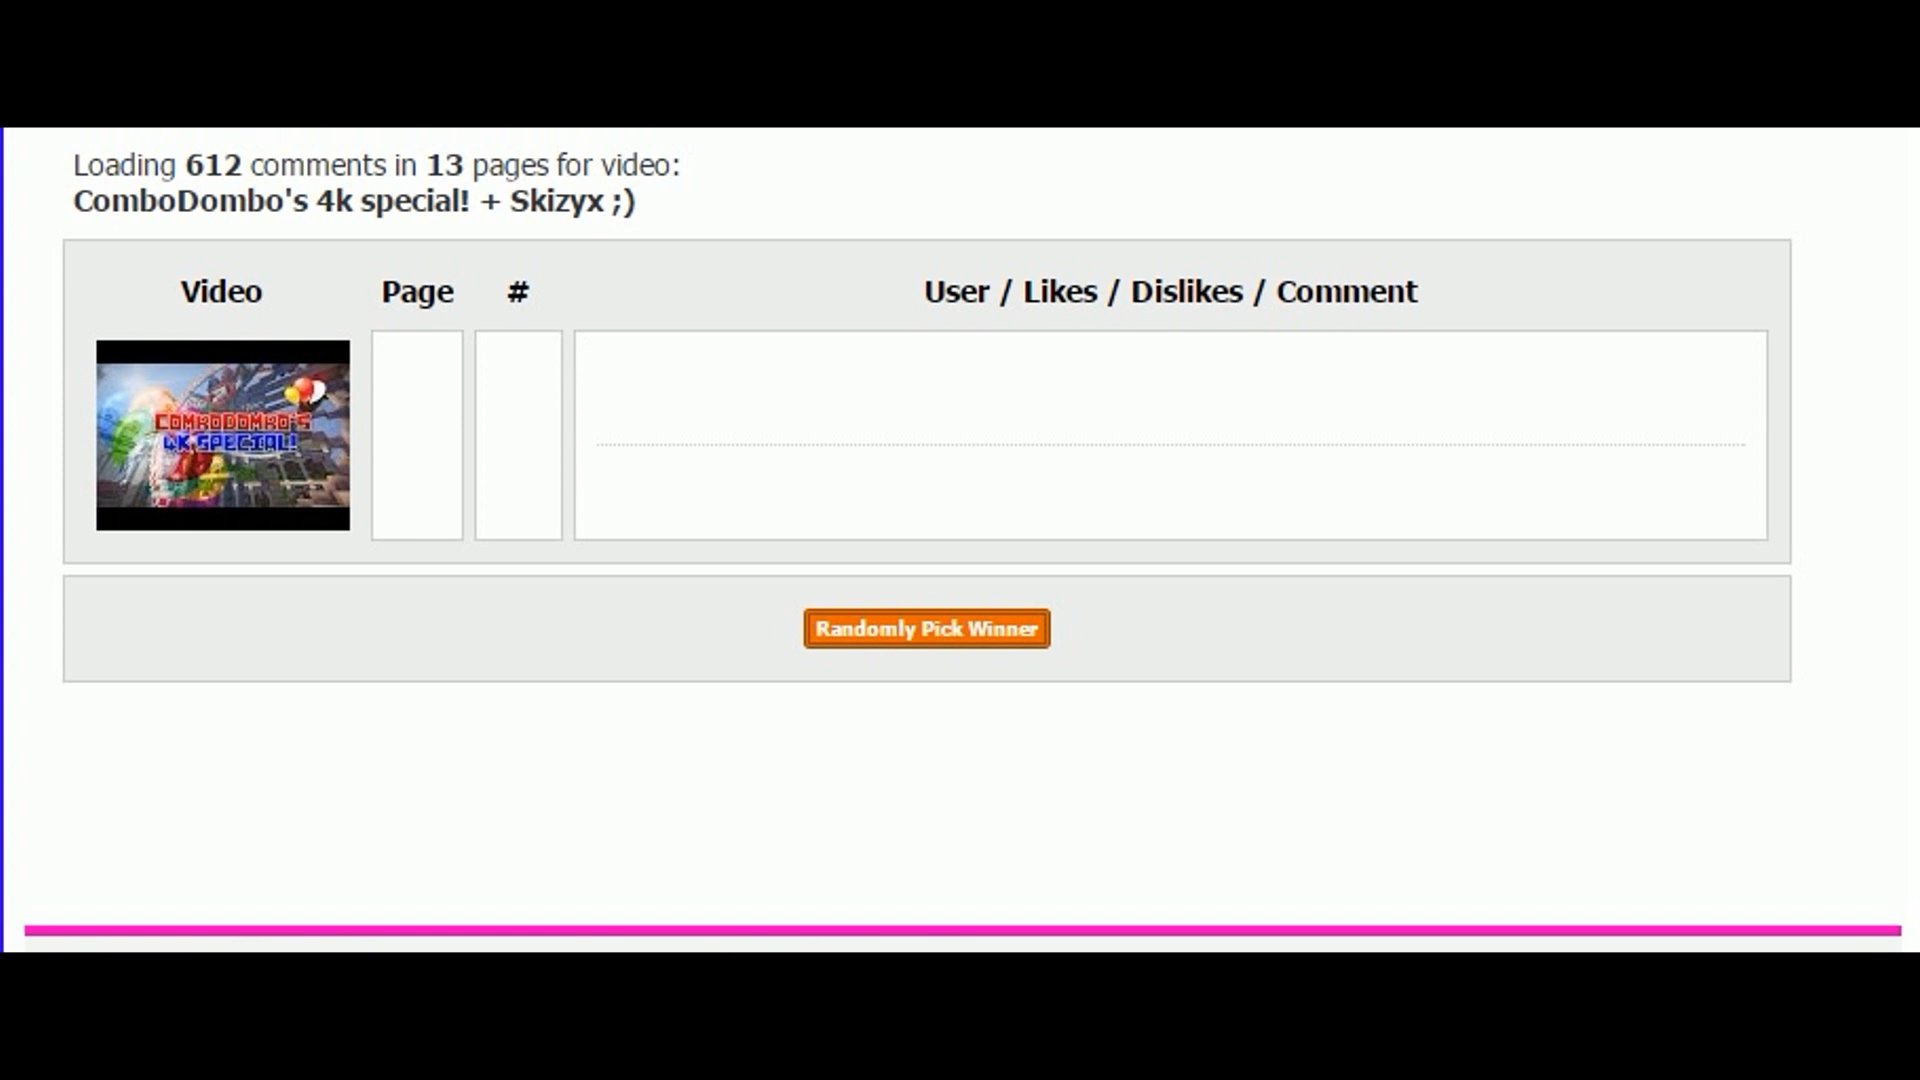 Loading 612 comments in 13 pages for video:
ComboDombo's 4k special! + Skizyx ;)
Video Page # User / Likes / Dislikes / Comment
COMBODOMBO'S
4K SPECIAL!
Randomly Pick Winner